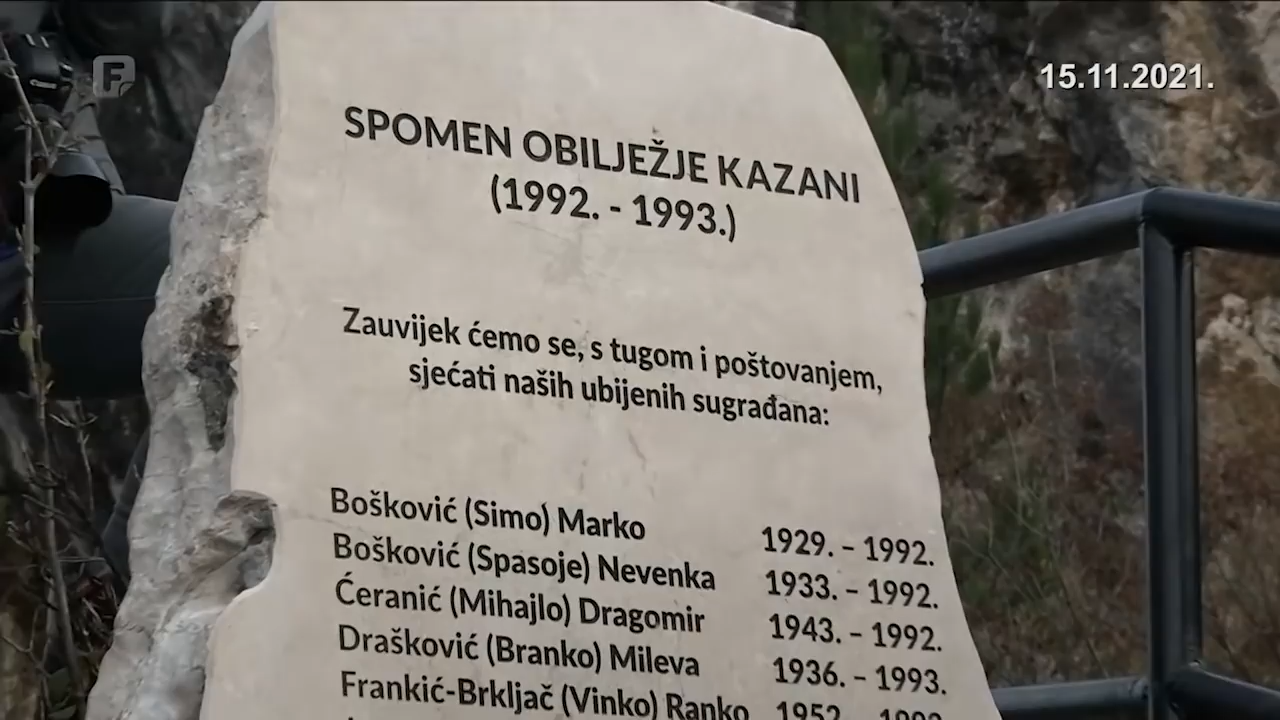 F
15.11.2021.
SPOMEN OBILJEŽJE KAZANI
(1992. - 1993.)
Zauvijek ćemo se, s tugom i poštovanjem,
sjećati naših ubijenih sugrađana:
Bošković (Simo) Marko 1929. – 1992.
Bošković (Spasoje) Nevenka 1933. – 1992.
Ćeranić (Mihajlo) Dragomir 1943. – 1992.
Drašković (Branko) Mileva 1936. – 1993.
Frankić-Brkljač (Vinko) Ranko 1952.